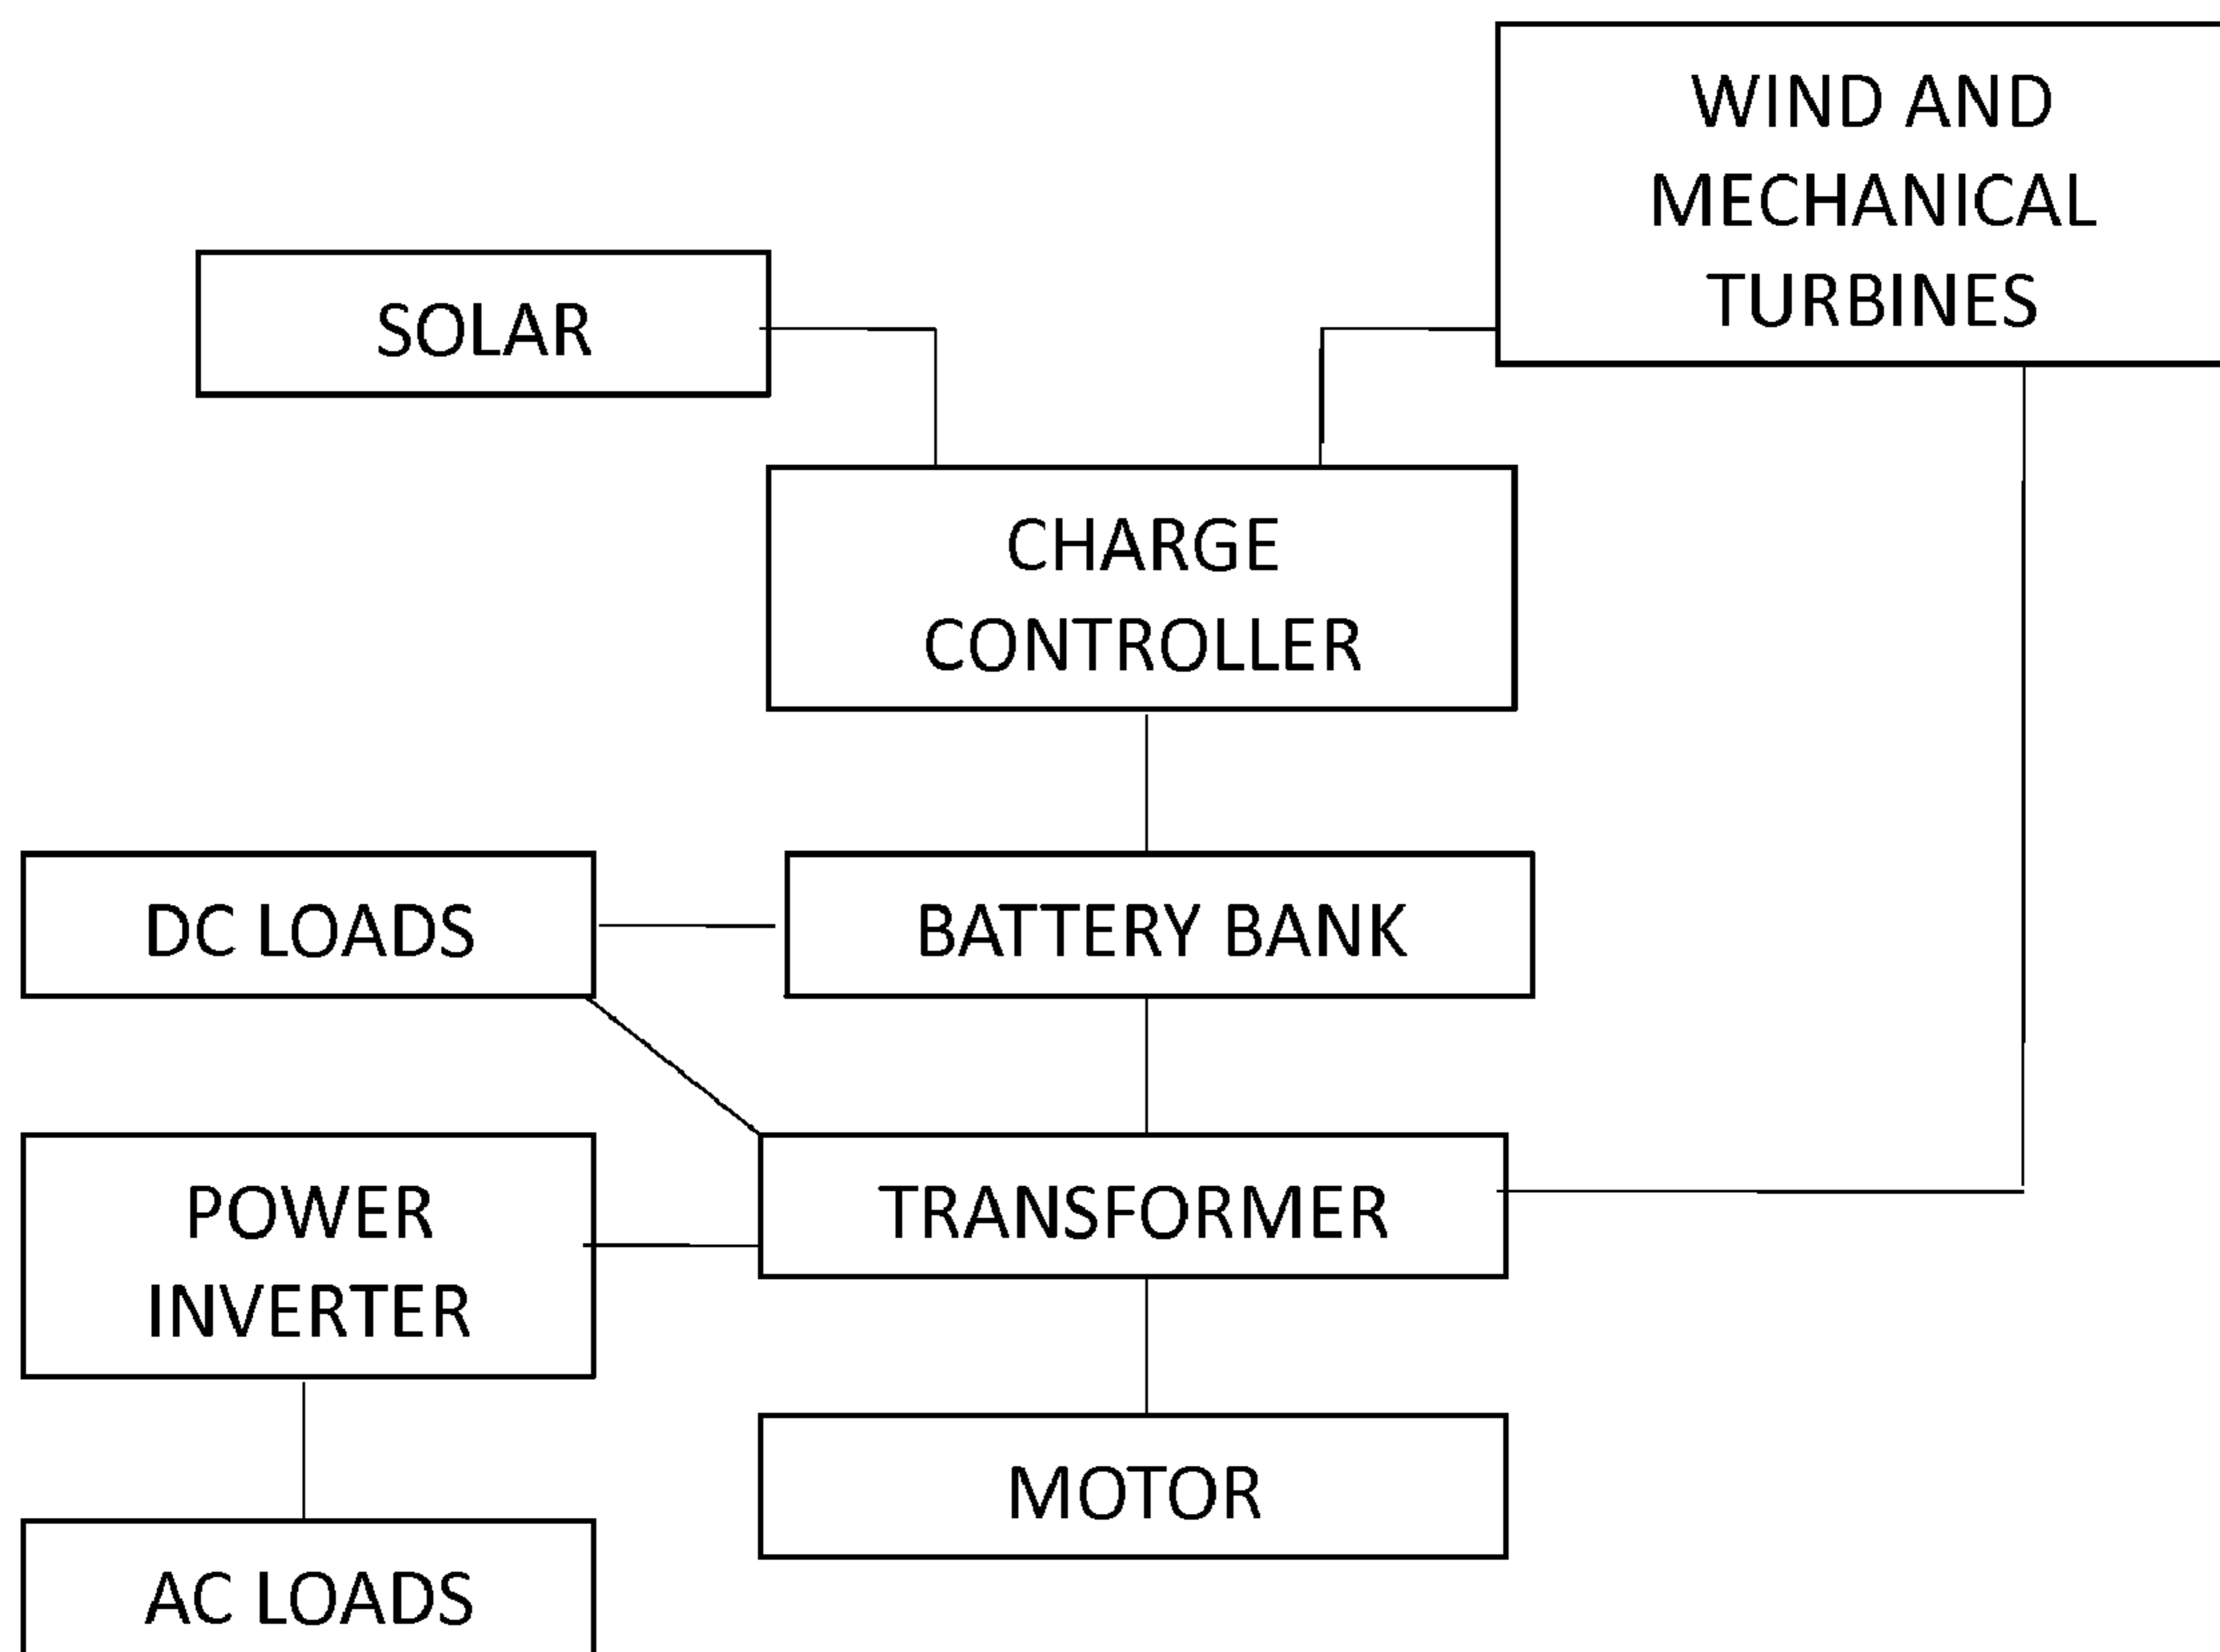 WIND AND
MECHANICAL
TURBINES
SOLAR
CHARGE
CONTROLLER
DC LOADS
BATTERY BANK
POWER
INVERTER
TRANSFORMER
MOTOR
AC LOADS